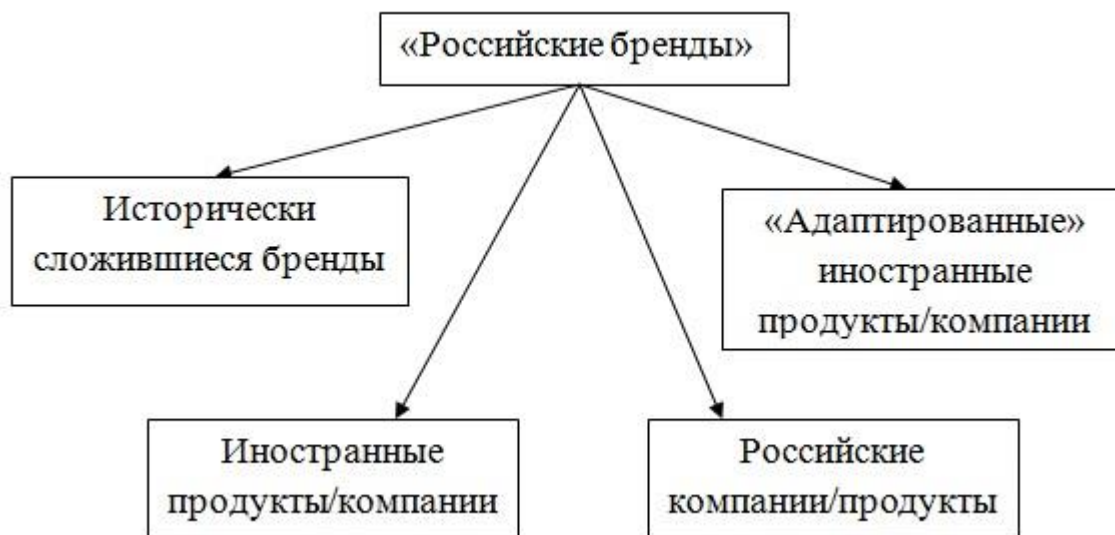 «Российские бренды»
Исторически
сложившиеся бренды
«Адаптированные»
иностранные
продукты/компании
Иностранные
продукты/компании
Российские
компании/продукты